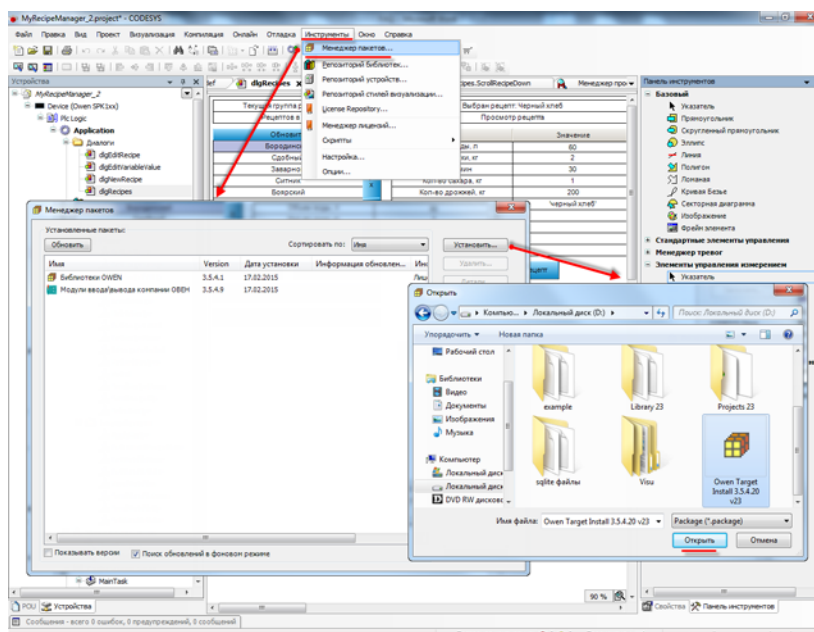 MyRecipeManager_2.project* - CODESYS
Файл Правка Вид Проект Визуализация Компиляция Онлайн Отладка Инструменты Окно Справка
Менеджер пакетов...
Репозиторий библиотек...
Репозиторий устройств...
Репозиторий стилей визуализации...
License Repository...
Менеджер лицензий...
Скрипты
Настройка...
Опции...
Устройства
MyRecipeManager_2
Device (Owen SPK1xx)
Plc Logic
Application
Диалоги
dlgEditRecipe
dlgEditVariableValue
dlgNewRecipe
dlgRecipes
MainTask
POU Устройства
dlgRecipes x
pes.ScrollRecipeDown
Менеджер про
Текущая группа р
Рецептов в
Обновит
Сдобный
Заварно
Ситник
Боярский
Выбран рецепт: Черный хлеб
Просмотр рецепта
Значение
60
2
30
1
Кол-во дрожжей, кг 200
'черный хлеб'
90 %
Панель инструментов
Базовый
Указатель
Прямоугольник
Скругленный прямоугольник
Эллипс
Линия
Полигон
Ломаная
Кривая Безье
Секторная диаграмма
Изображение
Фрейм элемента
Стандартные элементы управления
Менеджер тревог
Элементы управления измерением
Указатель
Свойства Панель инструментов
Менеджер пакетов
Установленные пакеты:
Обновить
Сортировать по: Имя
Установить...
Удалить...
Детали...
Имя Version Дата установки Информация обновлен...
Библиотеки OWEN 3.5.4.1 17.02.2015
Модули ввода\вывода компании ОВЕН 3.5.4.9 17.02.2015
Показывать версии Поиск обновлений в фоновом режиме
Открыть
Компью... Локальный диск (D:)
Поиск: Локальный диск (D:)
Упорядочить Новая папка
Рабочий стол
Библиотеки
Видео
Документы
Изображения
Музыка
Компьютер
Локальный диск
Локальный диск
DVD RW дисково
example
Library 23
Projects 23
sqlite файлы
Visu
Owen Target Install 3.5.4.20 v23
Имя файла: Owen Target Install 3.5.4.20 v23
Package (*.package)
Открыть Отмена
Сообщения - всего 0 ошибок, 0 предупреждений, 0 сообщений